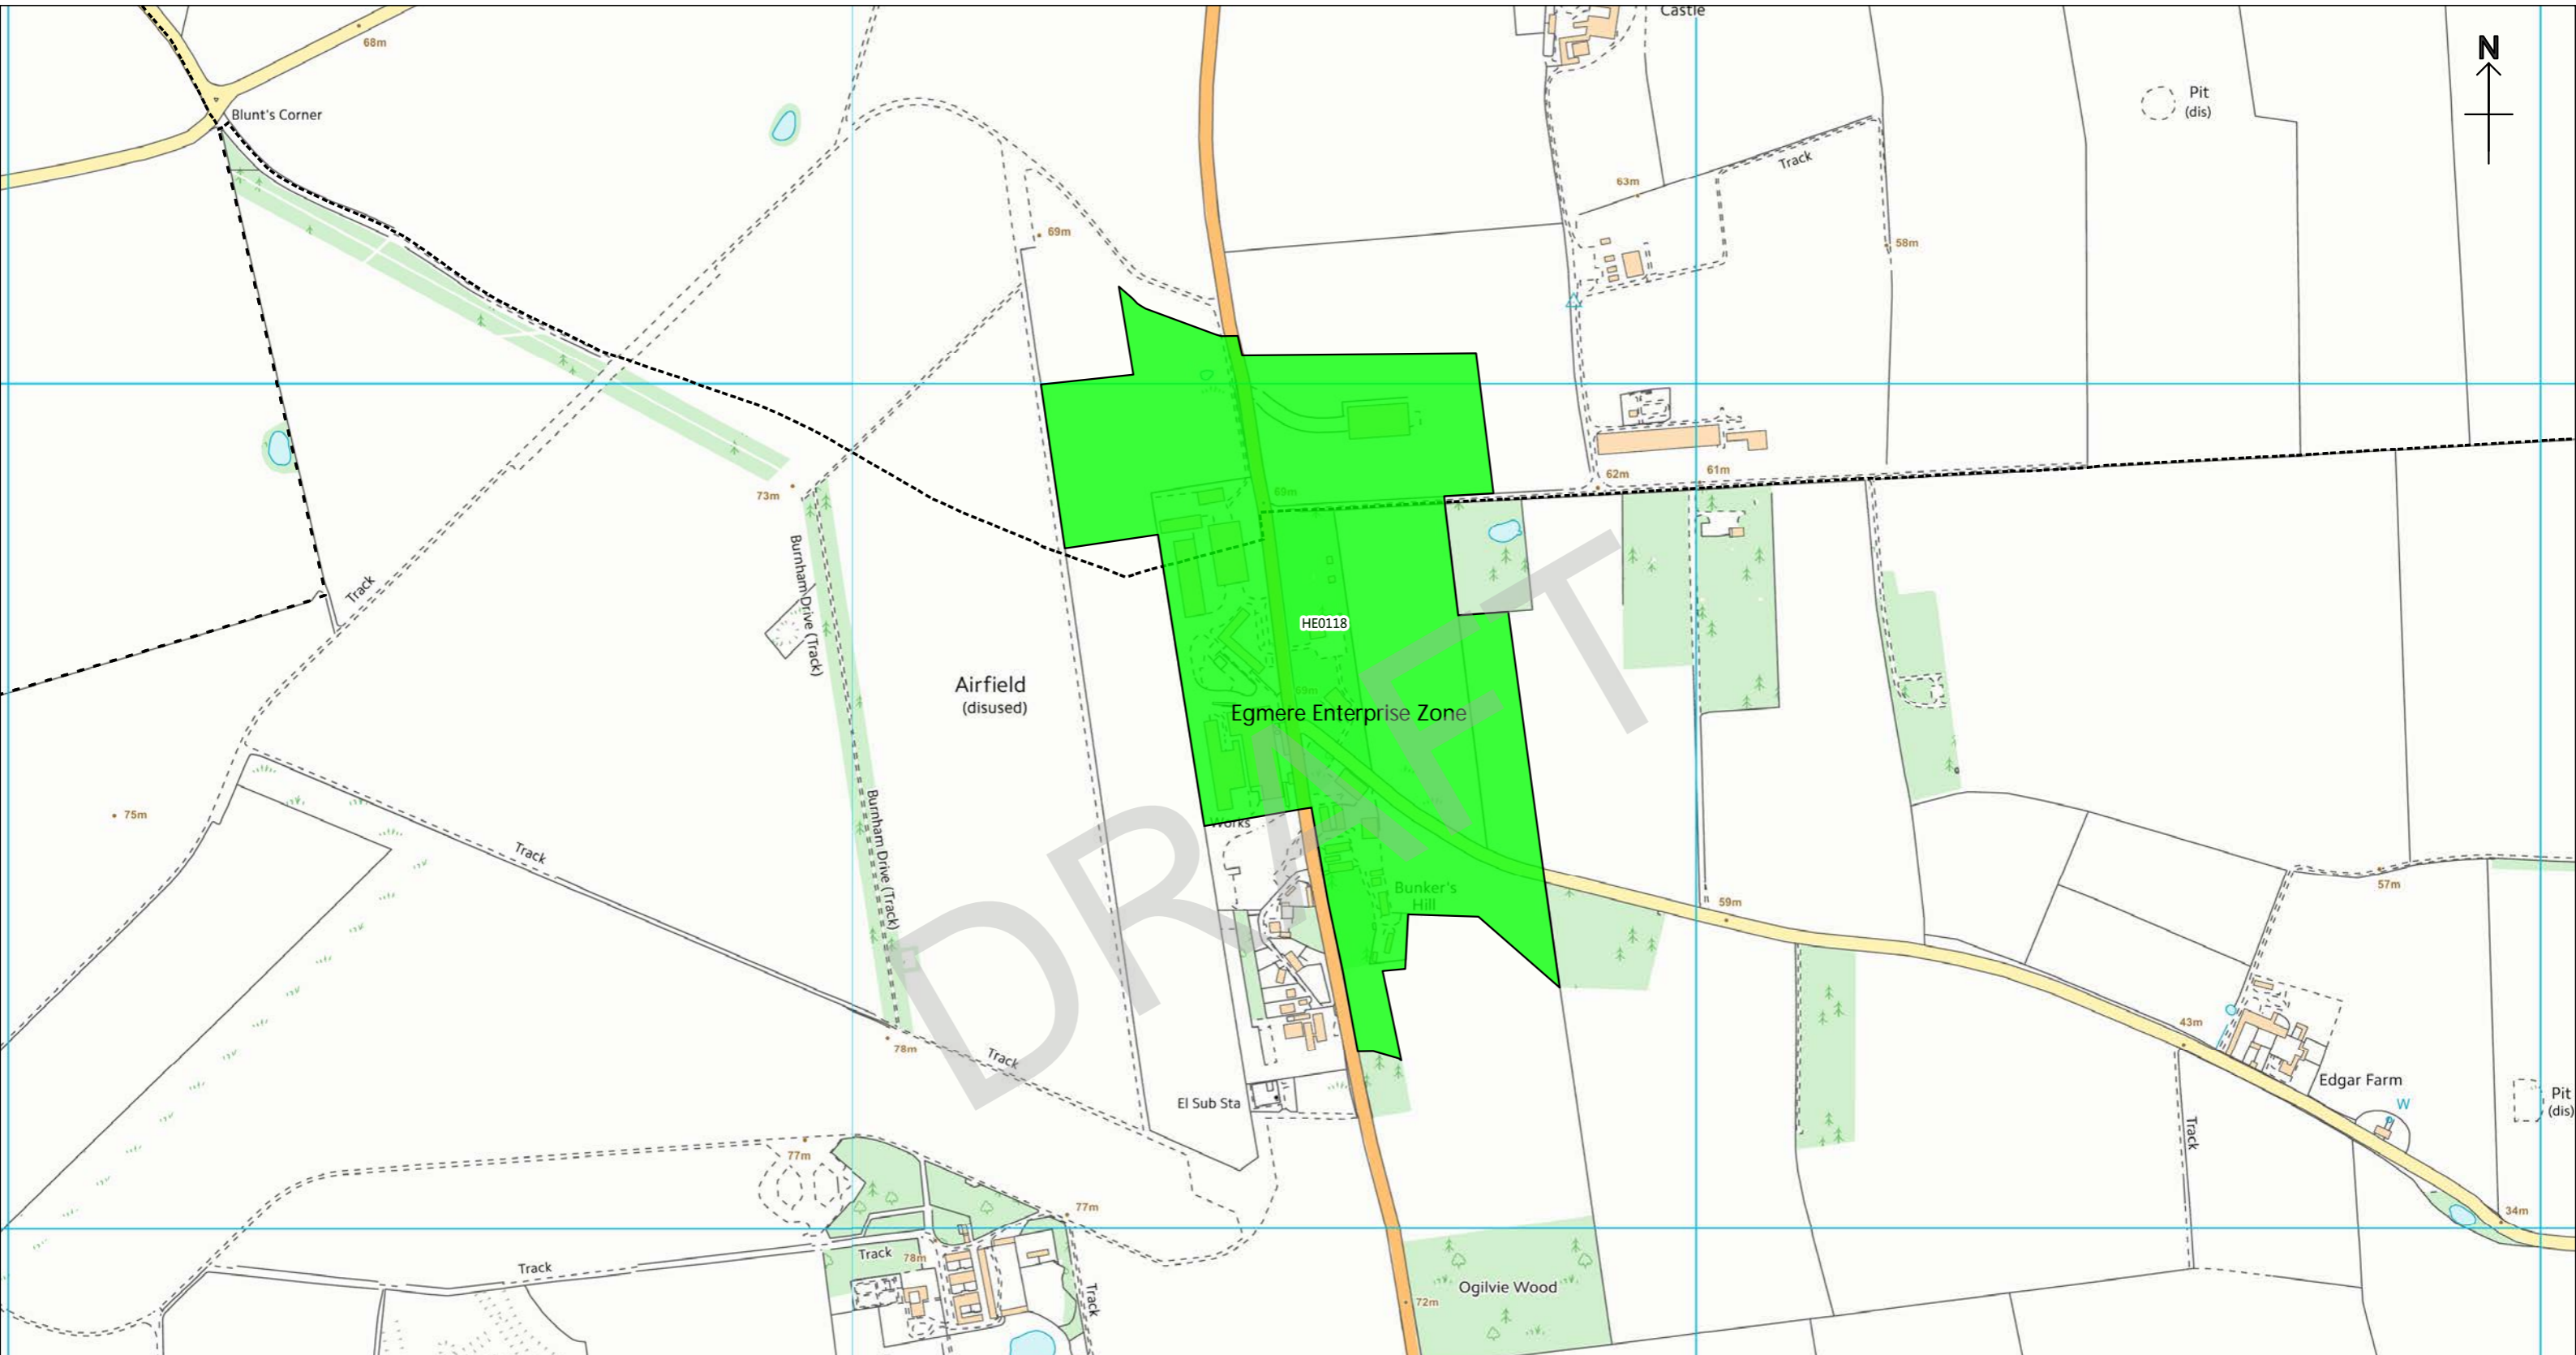 Castle
N
68m
Blunt's Corner
Pit
(dis)
Track
63m
69m
58m
73m
69m
62m
61m
Burnham Drive (Track)
Track
HE0118
Airfield
(disused)
69m
Egmere Enterprise Zone
DRAFT
75m
Works
Burnham Drive (Track)
Track
Bunker's
Hill
59m
57m
43m
78m
Track
Edgar Farm
El Sub Sta
W
Pit
(dis)
Track
77m
77m
34m
Track
78m
Track
Track
Ogilvie Wood
72m